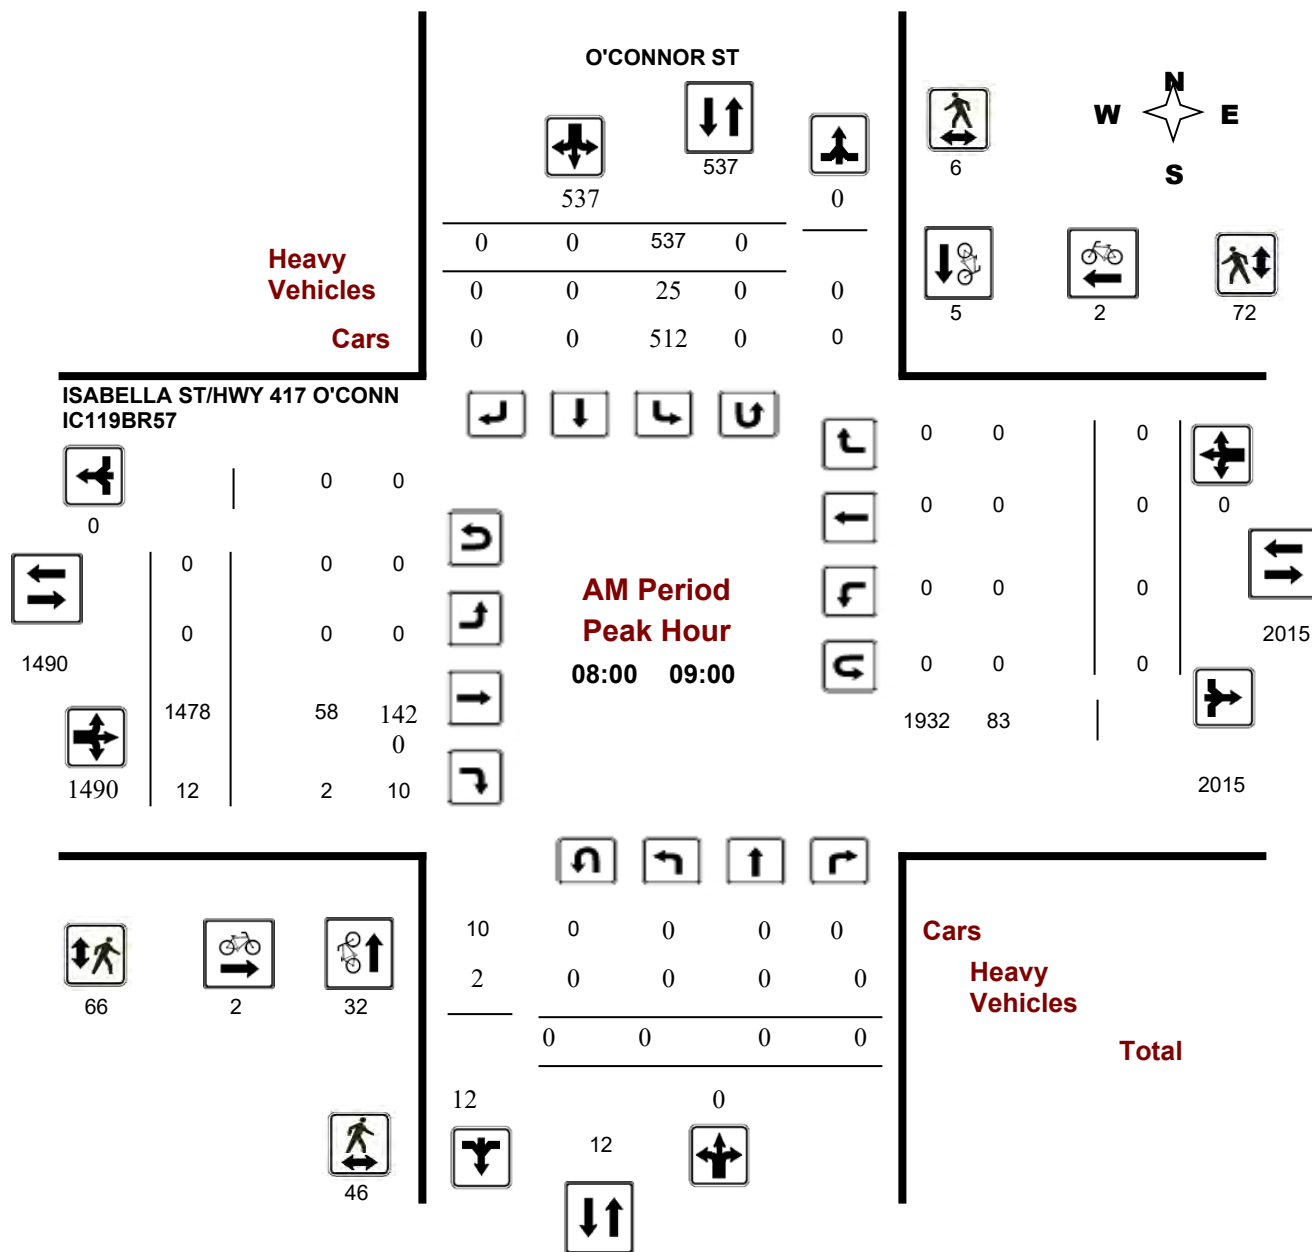 O'CONNOR ST
N
W E
S
537
6
537 0
0 0 537 0
Heavy
Vehicles 0 0 25 0 0
5 2 72
Cars 0 0 512 0 0
ISABELLA ST/HWY 417 O'CONN
IC119BR57
0 0 0
0 0
0
0 0 0 0
0 0 0
AM Period
0 0 0
0 0 0
Peak Hour
2015
1490
08:00 09:00
0 0 0
1478 58 142
0
1932 83
1490 12 2 10
2015
10 0 0 0 0 Cars
2 0 0 0 0 Heavy
Vehicles
66 2 32
0 0 0 0 Total
12 0
12
46